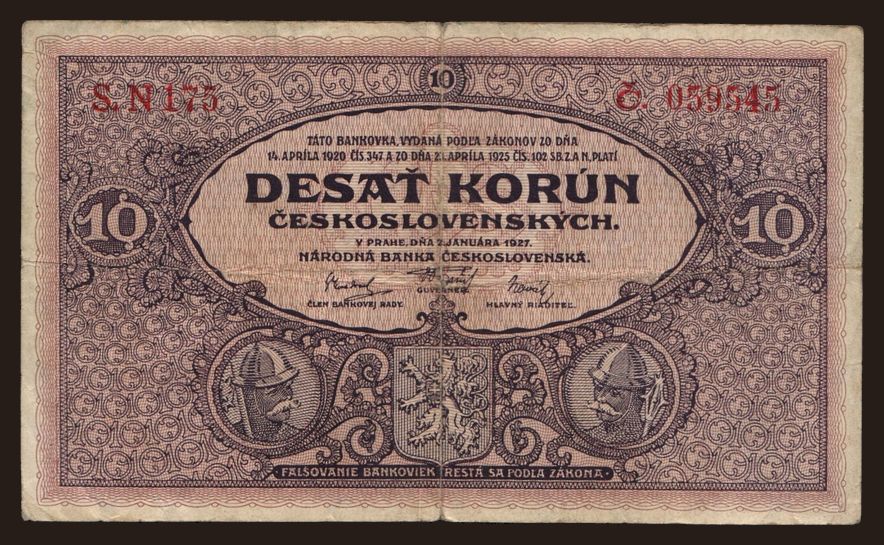 10
S. N 175
Č. 059545
TÁTO BANKOVKA, VYDANÁ PODĽA ZÁKONOV ZO DŇA
14. APRÍLA 1920 ČÍS. 347 A ZO DŇA 23. APRÍLA 1925 ČÍS. 102 SB. Z. A N. PLATÍ
DESAŤ KORÚN
ČESKOSLOVENSKÝCH.
10
10
V PRAHE, DŇA 2. JANUÁRA 1927.
NÁRODNÁ BANKA ČESKOSLOVENSKÁ.
ČLEN BANKOVEJ RADY.
GUVERNER.
HLAVNÝ RIADITEĽ.
FALŠOVANIE BANKOVIEK TRESTÁ SA PODĽA ZÁKONA